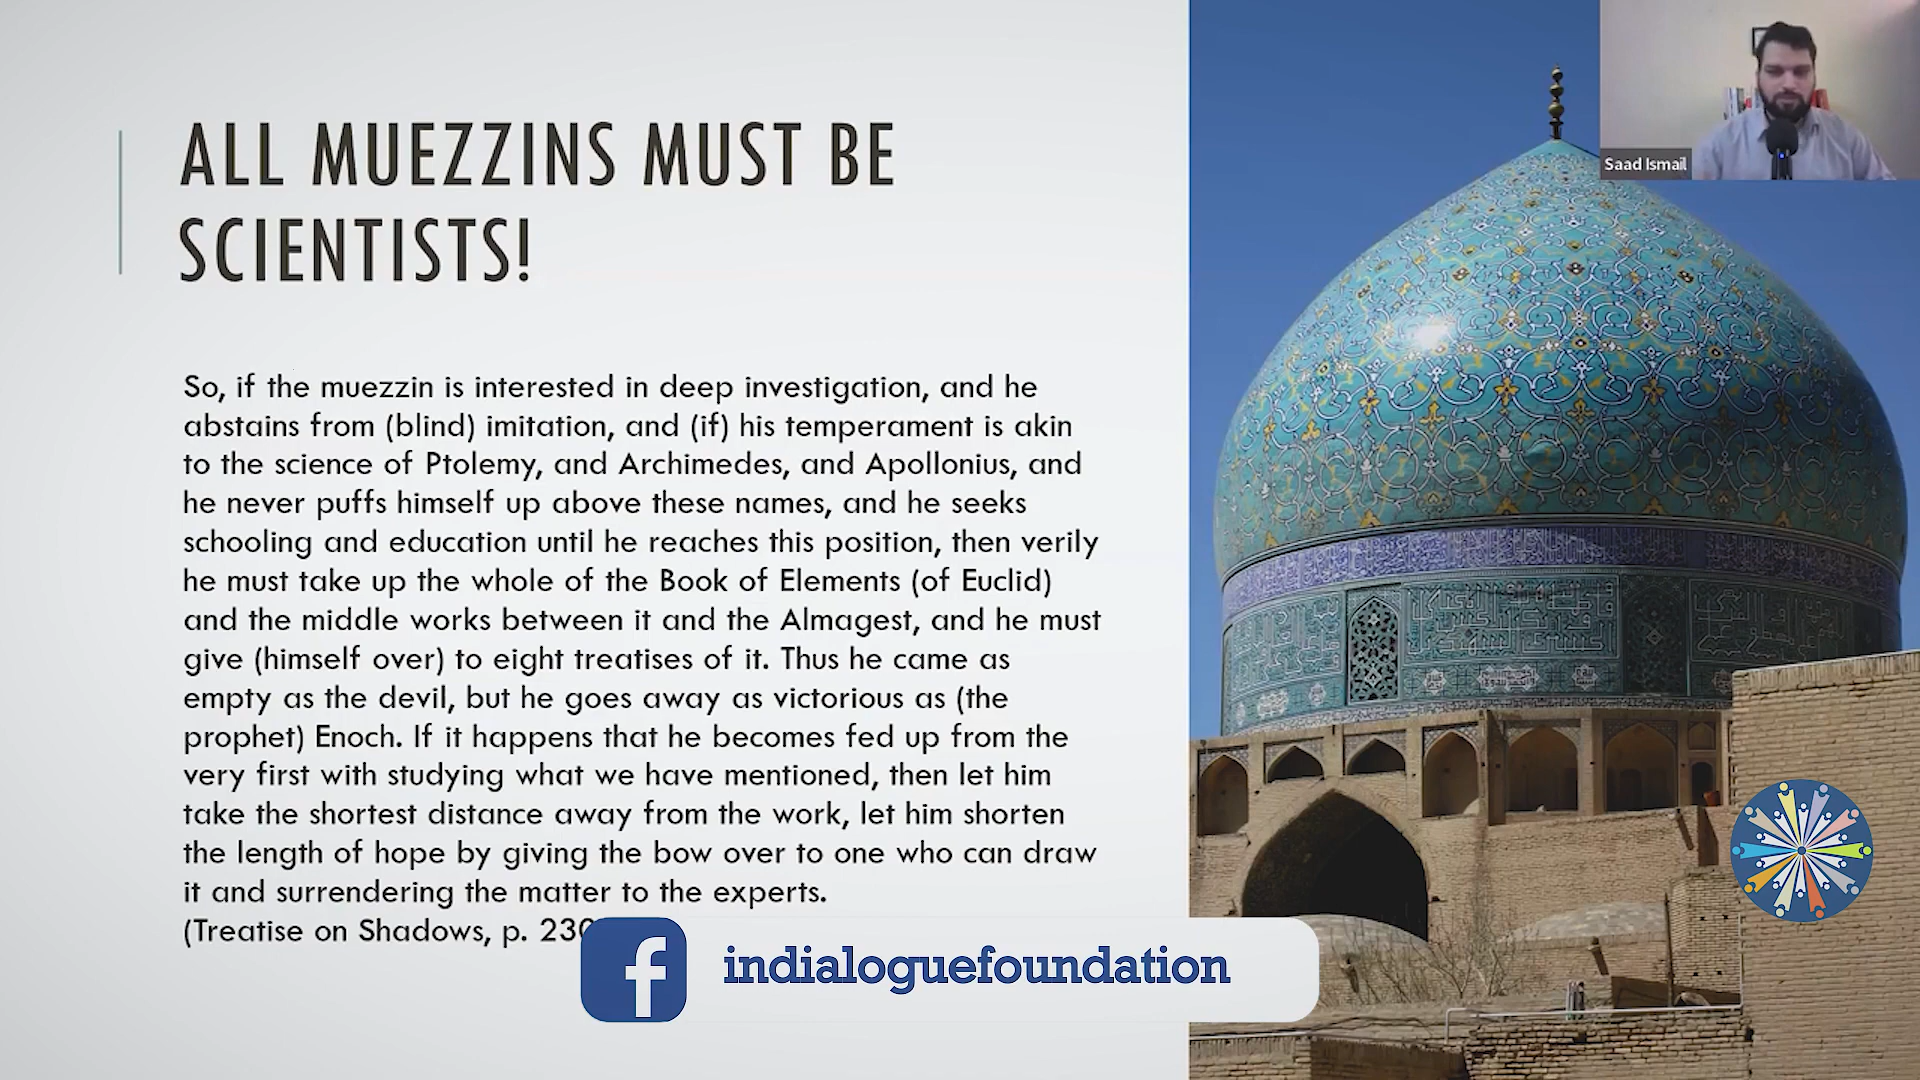 Saad Ismail
ALL MUEZZINS MUST BE
SCIENTISTS!
So, if the muezzin is interested in deep investigation, and he
abstains from (blind) imitation, and (if) his temperament is akin
to the science of Ptolemy, and Archimedes, and Apollonius, and
he never puffs himself up above these names, and he seeks
schooling and education until he reaches this position, then verily
he must take up the whole of the Book of Elements (of Euclid)
and the middle works between it and the Almagest, and he must
give (himself over) to eight treatises of it. Thus he came as
empty as the devil, but he goes away as victorious as (the
prophet) Enoch. If it happens that he becomes fed up from the
very first with studying what we have mentioned, then let him
take the shortest distance away from the work, let him shorten
the length of hope by giving the bow over to one who can draw
it and surrendering the matter to the experts.
(Treatise on Shadows, p. 230
indialoguefoundation